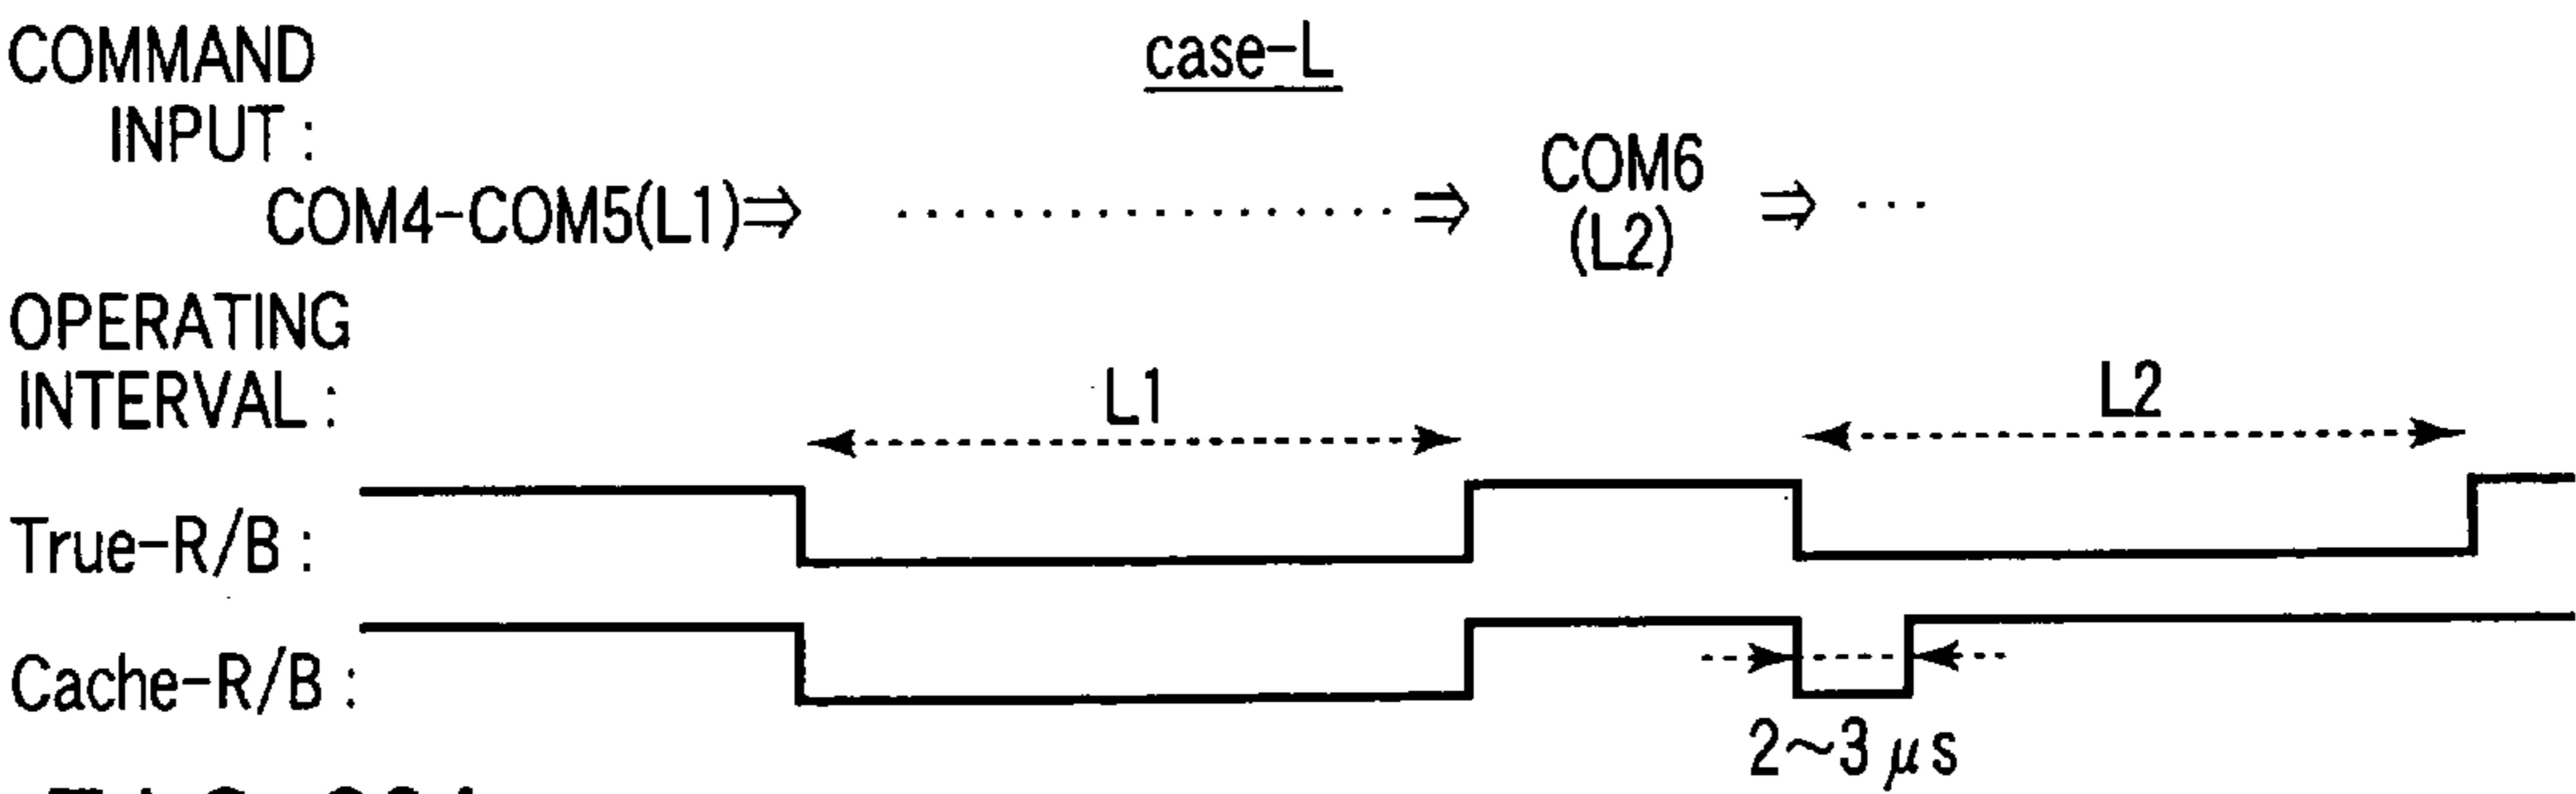 COMMAND
INPUT :
case-L
COM4-COM5(L1)⇒ ................. ⇒ COM6 (L2) ⇒ ...
OPERATING
INTERVAL :
L1
L2
True-R/B :
Cache-R/B :
2~3 μs